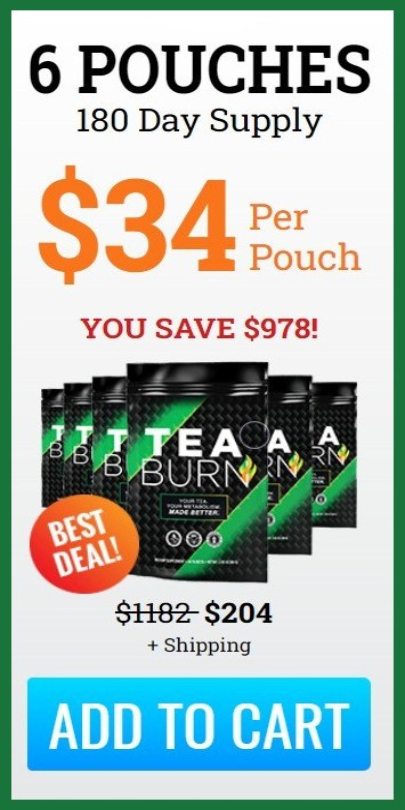 6 POUCHES
180 Day Supply
$34 Per
Pouch
YOU SAVE $978!
TEA
BURN
YOUR TEA.
YOUR METABOLISM.
MADE BETTER.
BEST
DEAL!
$1182 $204
+ Shipping
ADD TO CART